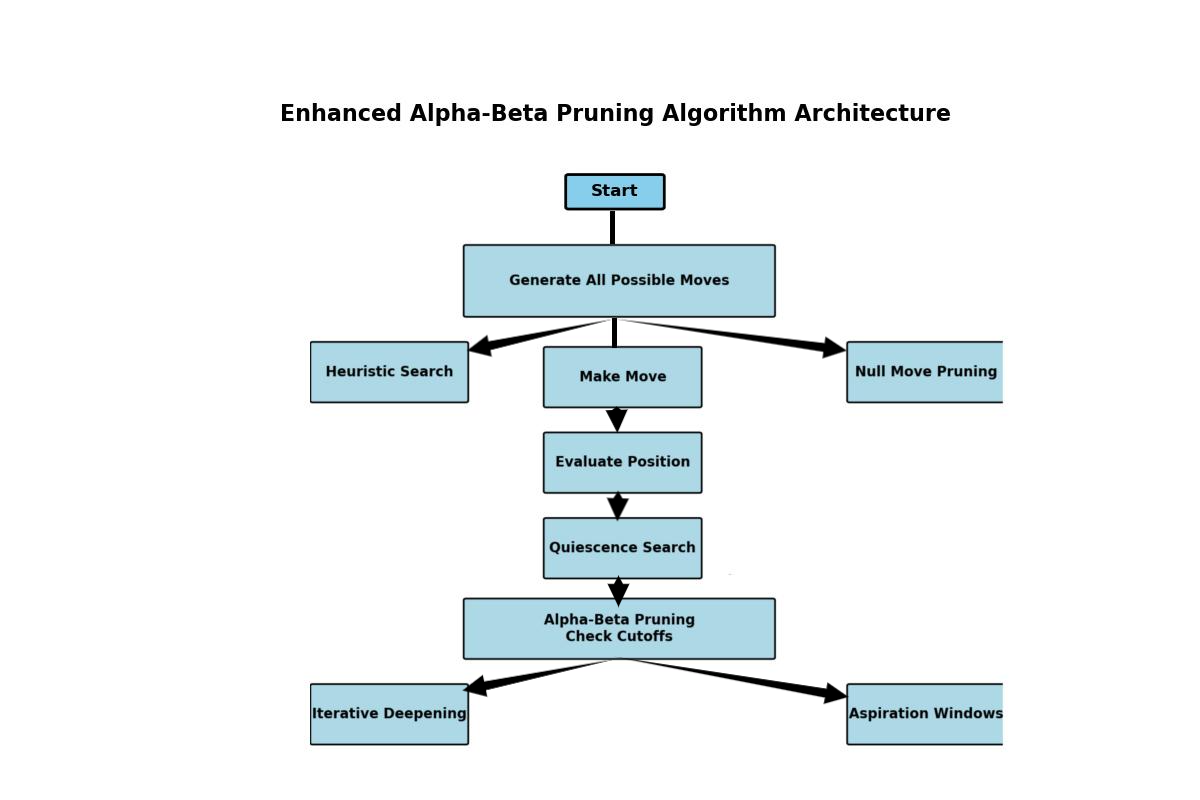 Enhanced Alpha-Beta Pruning Algorithm Architecture
Start
Generate All Possible Moves
Heuristic Search
Make Move
Null Move Pruning
Evaluate Position
Quiescence Search
Alpha-Beta Pruning
Check Cutoffs
Iterative Deepening
Aspiration Windows